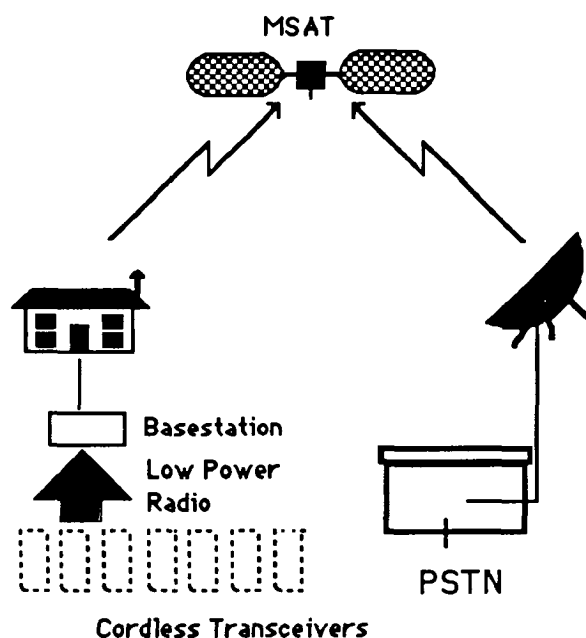 MSAT
Basestation
Low Power
Radio
PSTN
Cordless Transceivers